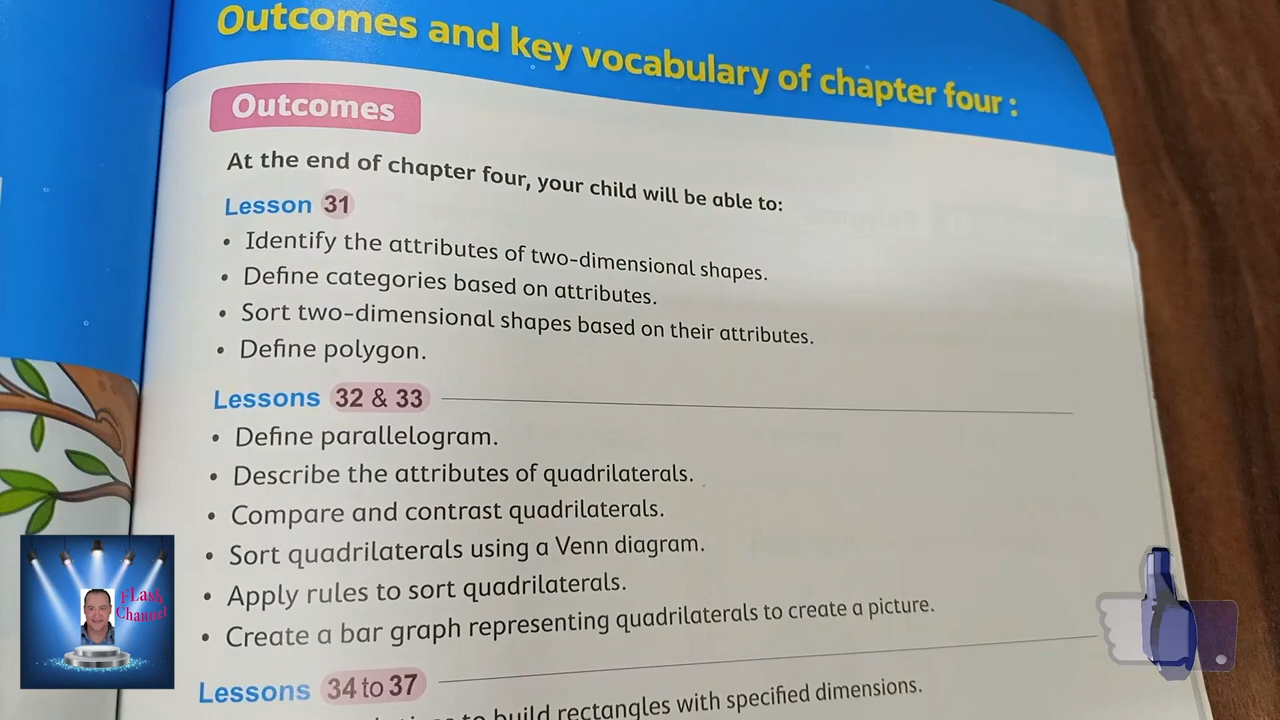 Outcomes and key vocabulary of chapter four :
Outcomes
At the end of chapter four, your child will be able to:
Lesson 31
• Identify the attributes of two-dimensional shapes.
• Define categories based on attributes.
• Sort two-dimensional shapes based on their attributes.
• Define polygon.
Lessons 32 & 33
• Define parallelogram.
• Describe the attributes of quadrilaterals.
• Compare and contrast quadrilaterals.
• Sort quadrilaterals using a Venn diagram.
• Apply rules to sort quadrilaterals.
• Create a bar graph representing quadrilaterals to create a picture.
Lessons 34 to 37
to build rectangles with specified dimensions.
FLash
Channel